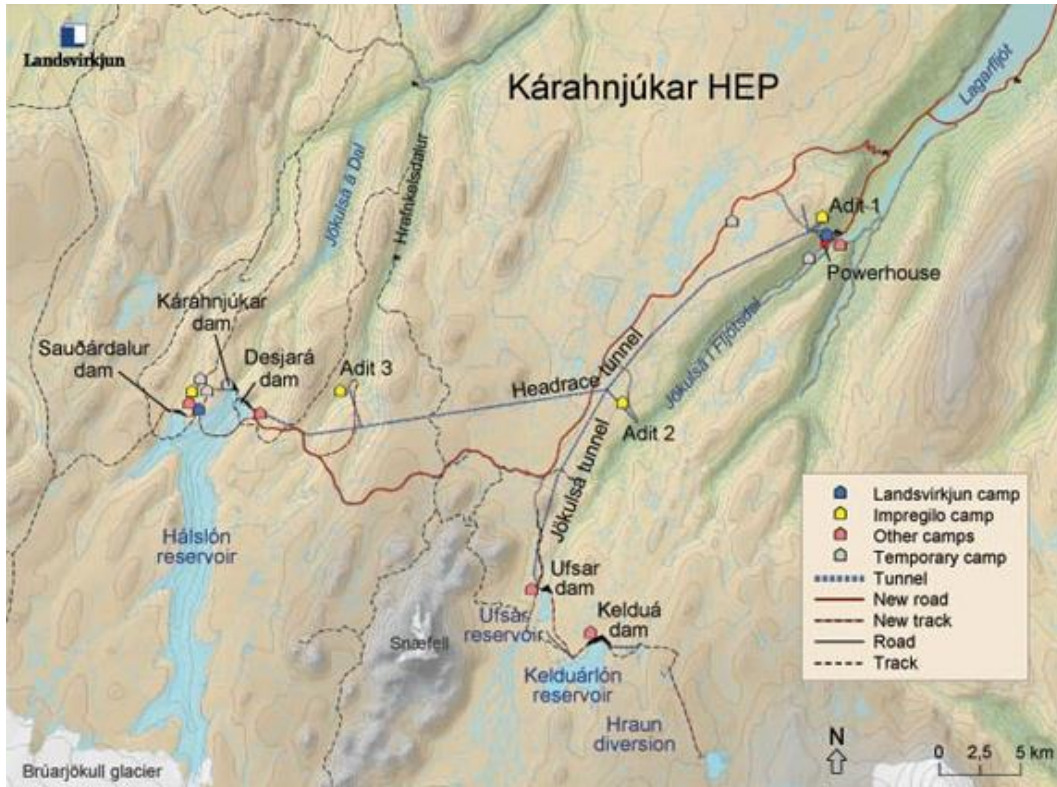 Landsvirkjun
Kárahnjúkar HEP
Lagarfljót
Jökulsá á Dal
Hrafnkelsdalur
Adit 1
Powerhouse
Kárahnjúkar
dam
Sauðárdalur
dam
Desjará
dam
Adit 3
Headrace tunnel
Jökulsá í Fljótsdal
Adit 2
Jökulsá tunnel
Hálslón
reservoir
Ufsar
dam
Ufsar
reservoir
Kelduá
dam
Snæfell
Kelduárlón
reservoir
Hraun
diversion
Brúarjökull glacier
Landsvirkjun camp
Impregilo camp
Other camps
Temporary camp
Tunnel
New road
New track
Road
Track
N
0 2,5 5 km